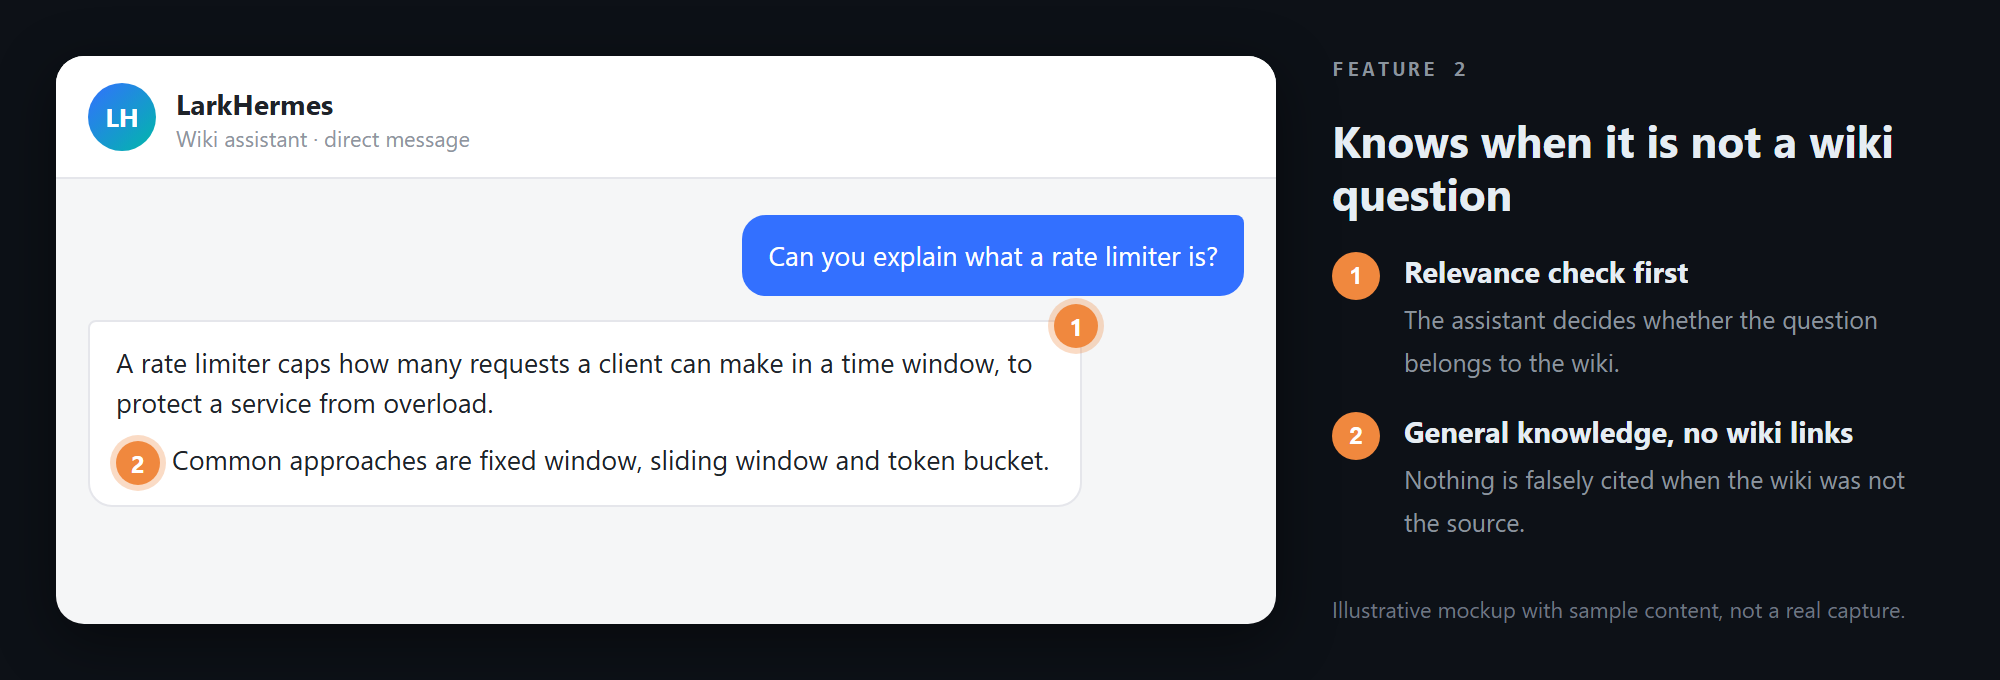 LH
LarkHermes
Wiki assistant · direct message
Can you explain what a rate limiter is?
1
A rate limiter caps how many requests a client can make in a time window, to
protect a service from overload.
2 Common approaches are fixed window, sliding window and token bucket.
FEATURE 2
Knows when it is not a wiki
question
1 Relevance check first
The assistant decides whether the question
belongs to the wiki.
2 General knowledge, no wiki links
Nothing is falsely cited when the wiki was not
the source.
Illustrative mockup with sample content, not a real capture.